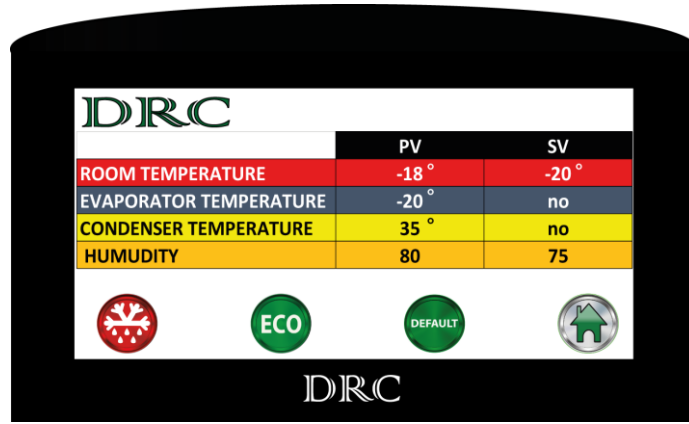 DRC
PV SV
ROOM TEMPERATURE -18° -20°
EVAPORATOR TEMPERATURE -20° no
CONDENSER TEMPERATURE 35° no
HUMUDITY 80 75
ECO DEFAULT
DRC